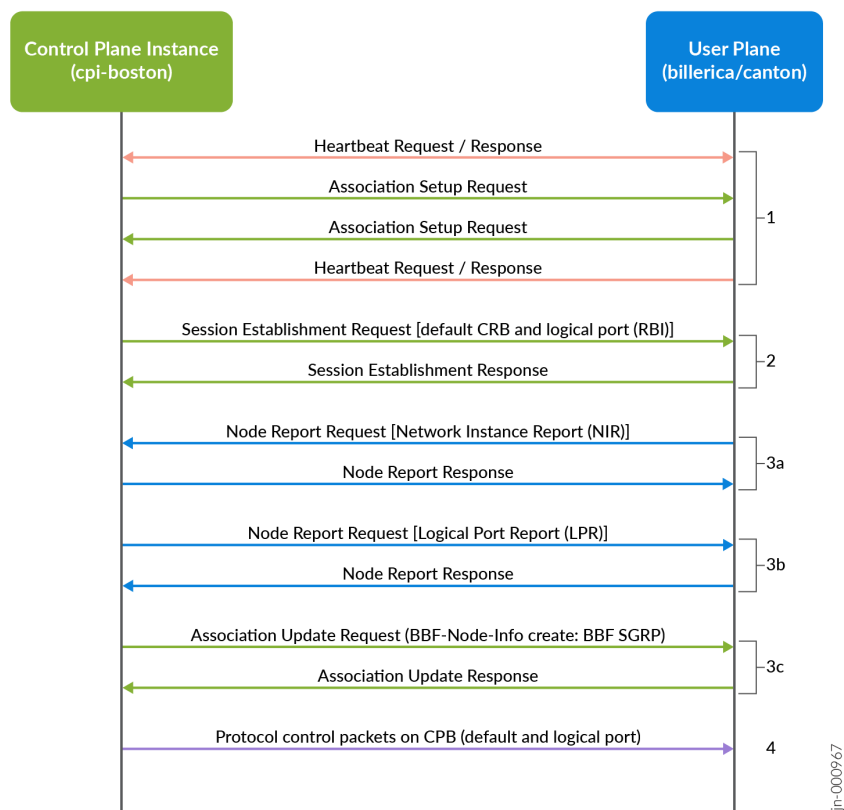 Control Plane Instance
(cpi-boston)
User Plane
(billerica/canton)
Heartbeat Request / Response
Association Setup Request
Association Setup Request
Heartbeat Request / Response
1
Session Establishment Request [default CRB and logical port (RBI)]
Session Establishment Response
2
Node Report Request [Network Instance Report (NIR)]
Node Report Response
3a
Node Report Request [Logical Port Report (LPR)]
Node Report Response
3b
Association Update Request (BBF-Node-Info create: BBF SGRP)
Association Update Response
3c
Protocol control packets on CPB (default and logical port)
4
jn-000967